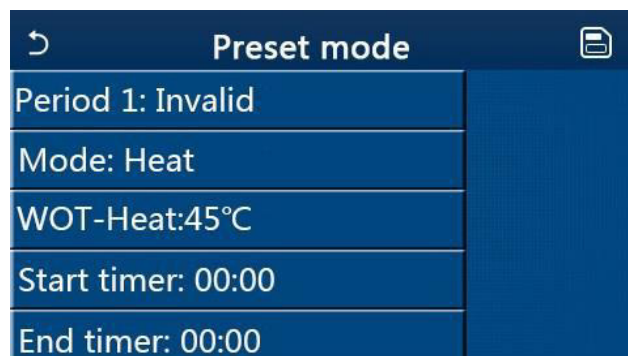 Preset mode
Period 1: Invalid
Mode: Heat
WOT-Heat:45℃
Start timer: 00:00
End timer: 00:00